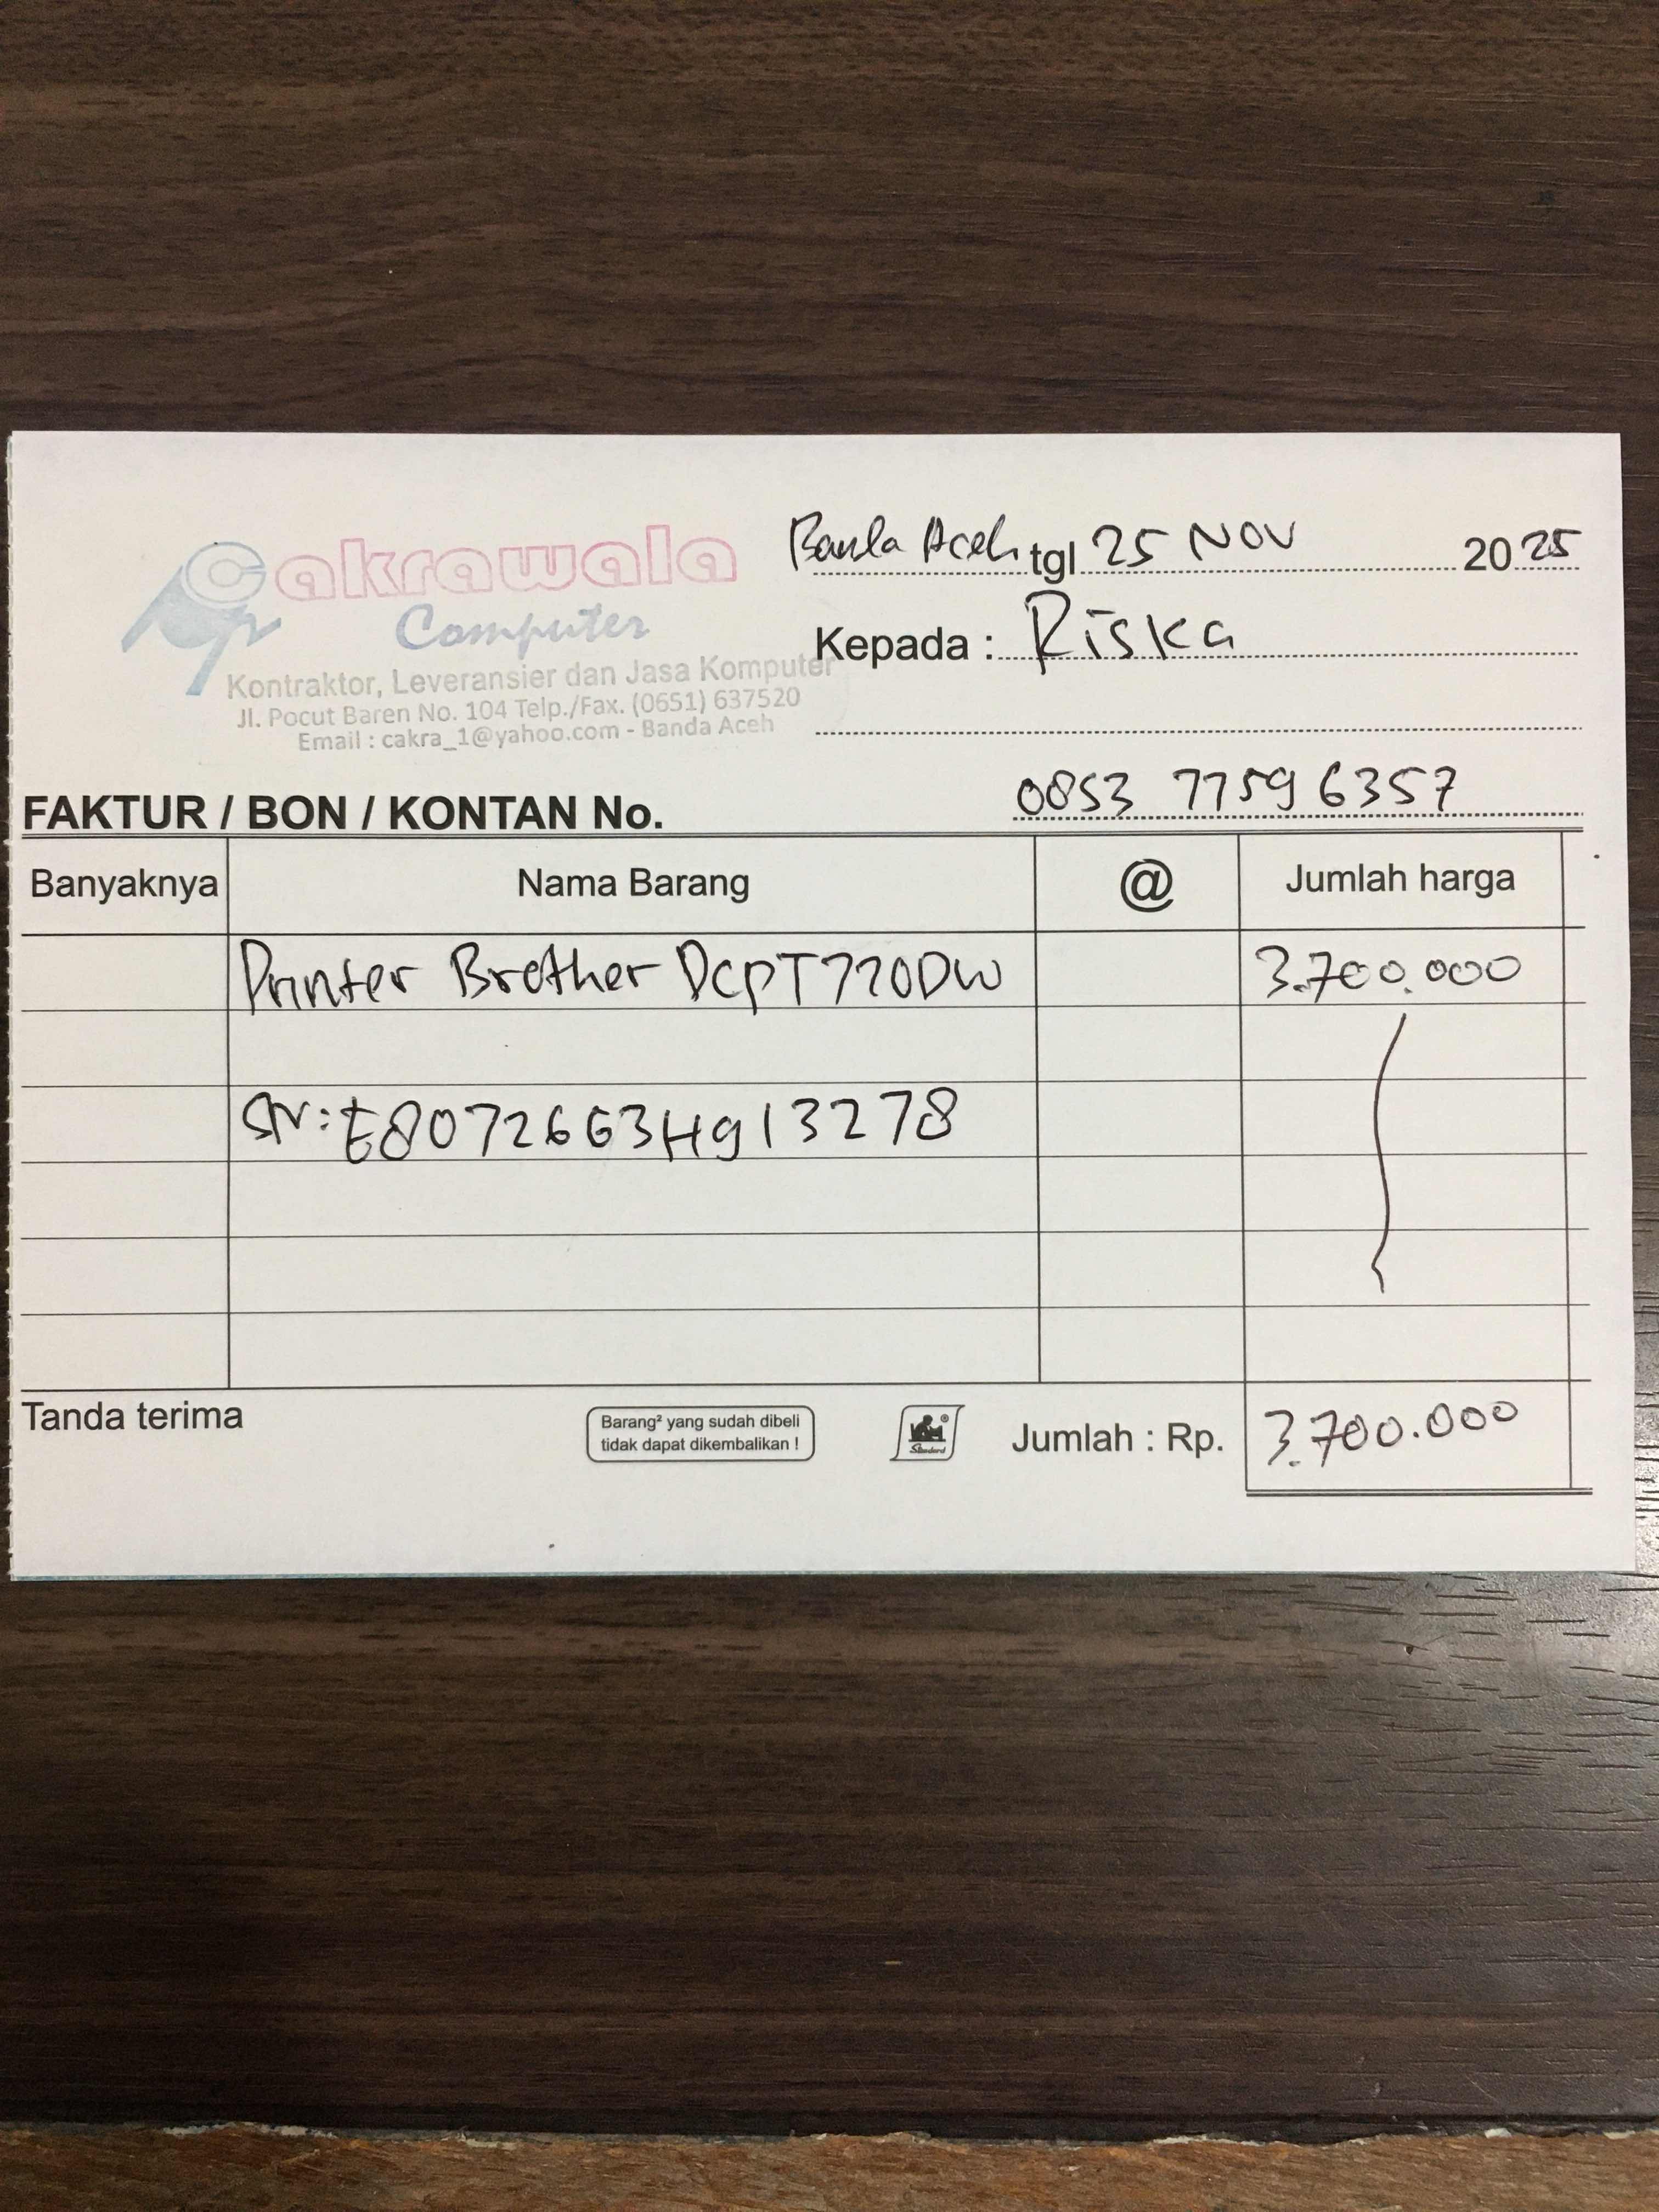 Cakrawala
Computer
Kontraktor, Leveransier dan Jasa Komputer
Jl. Pocut Baren No. 104 Telp./Fax. (0651) 637520
Email : cakra_1@yahoo.com - Banda Aceh
Banda Aceh tgl 25 NOV 2025
Kepada : Riska
FAKTUR / BON / KONTAN No. 0853 7759 6357
Banyaknya Nama Barang @ Jumlah harga
Printer Brother DcpT720DW 3.700.000
SN: E80726G3H913278
Tanda terima
Barang² yang sudah dibeli
tidak dapat dikembalikan !
Standard
Jumlah : Rp. 3.700.000